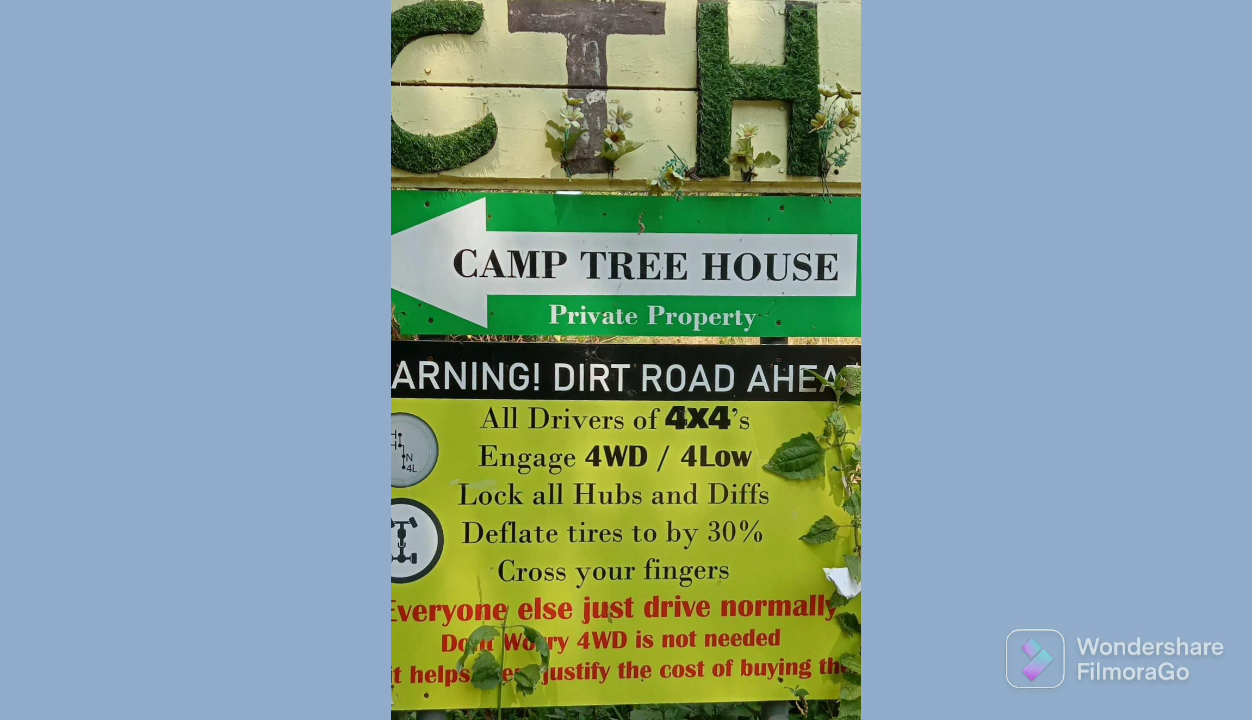 CTH
CAMP TREE HOUSE
Private Property
ARNING! DIRT ROAD AHEA
All Drivers of 4X4's
Engage 4WD / 4Low
N
4L
Lock all Hubs and Diffs
Deflate tires to by 30%
Cross your fingers
Everyone else just drive normally
Dont Worry 4WD is not needed
it helps justify the cost of buying
Wondershare
FilmoraGo